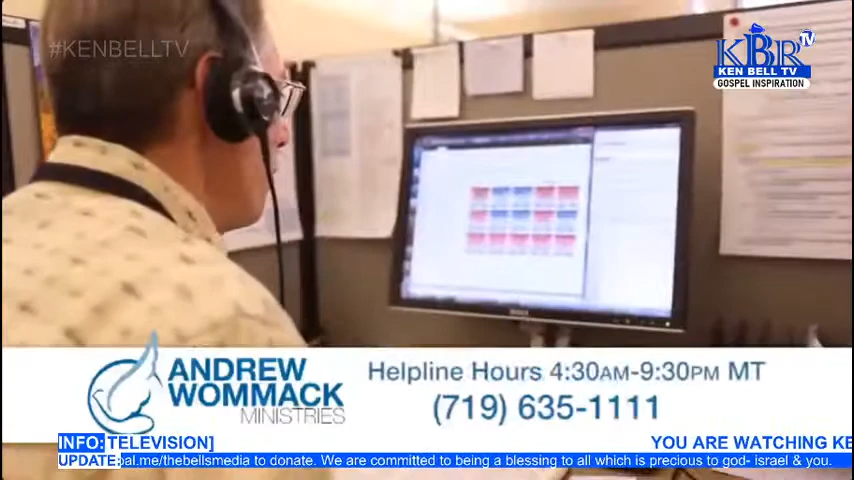 #KENBELLTV
KBR TV
KEN BELL TV
GOSPEL INSPIRATION
ANDREW
WOMMACK
MINISTRIES
Helpline Hours 4:30AM-9:30PM MT
(719) 635-1111
INFO: TELEVISION]
YOU ARE WATCHING KE
UPDATE: pal.me/thebellsmedia to donate. We are committed to being a blessing to all which is precious to god- israel & you.